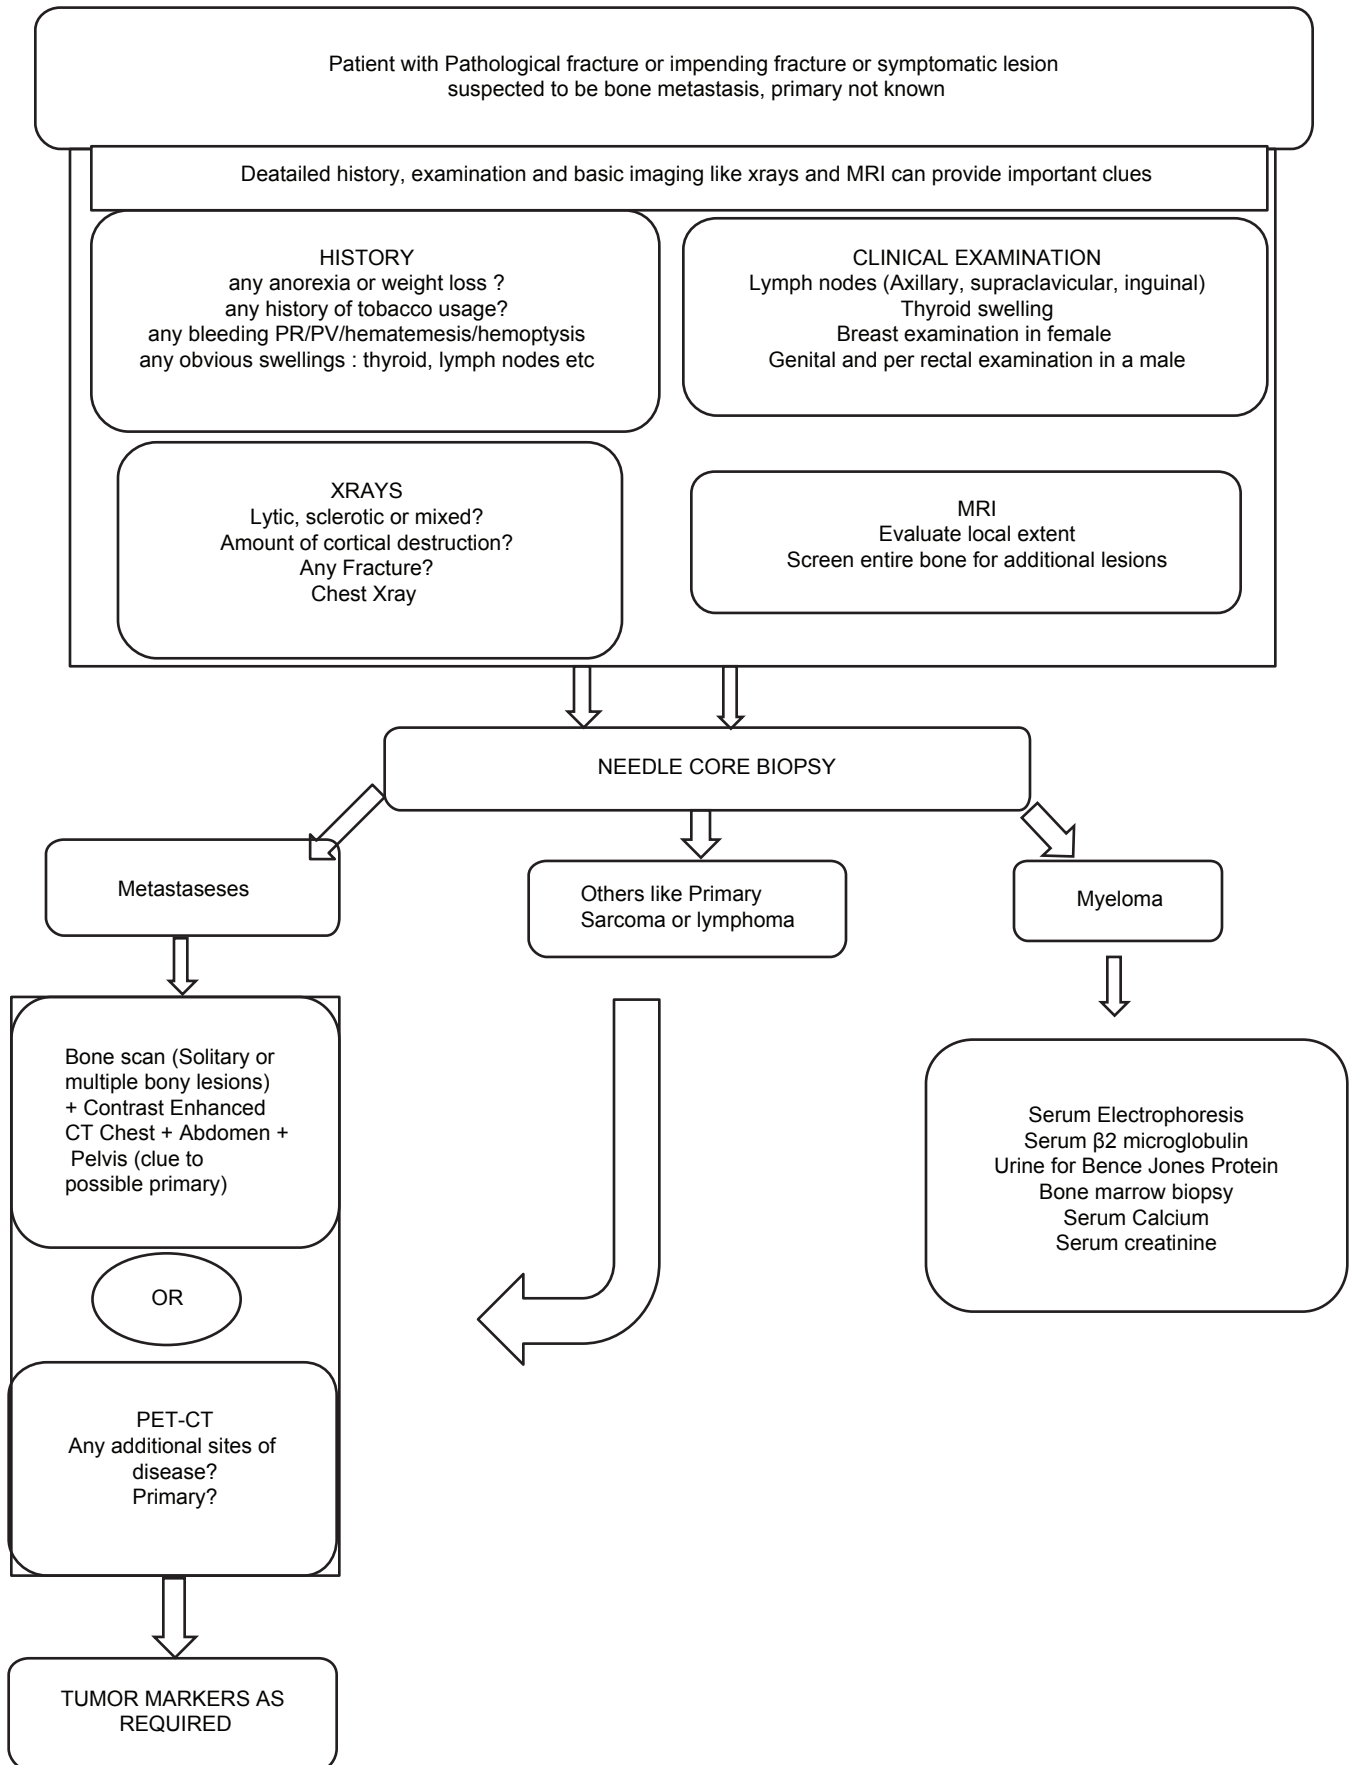 Patient with Pathological fracture or impending fracture or symptomatic lesion
suspected to be bone metastasis, primary not known
Deatailed history, examination and basic imaging like xrays and MRI can provide important clues
HISTORY
any anorexia or weight loss ?
any history of tobacco usage?
any bleeding PR/PV/hematemesis/hemoptysis
any obvious swellings : thyroid, lymph nodes etc
CLINICAL EXAMINATION
Lymph nodes (Axillary, supraclavicular, inguinal)
Thyroid swelling
Breast examination in female
Genital and per rectal examination in a male
XRAYS
Lytic, sclerotic or mixed?
Amount of cortical destruction?
Any Fracture?
Chest Xray
MRI
Evaluate local extent
Screen entire bone for additional lesions
NEEDLE CORE BIOPSY
Metastaseses
Others like Primary
Sarcoma or lymphoma
Myeloma
Bone scan (Solitary or
multiple bony lesions)
+ Contrast Enhanced
CT Chest + Abdomen +
Pelvis (clue to
possible primary)
OR
PET-CT
Any additional sites of
disease?
Primary?
Serum Electrophoresis
Serum β2 microglobulin
Urine for Bence Jones Protein
Bone marrow biopsy
Serum Calcium
Serum creatinine
TUMOR MARKERS AS
REQUIRED